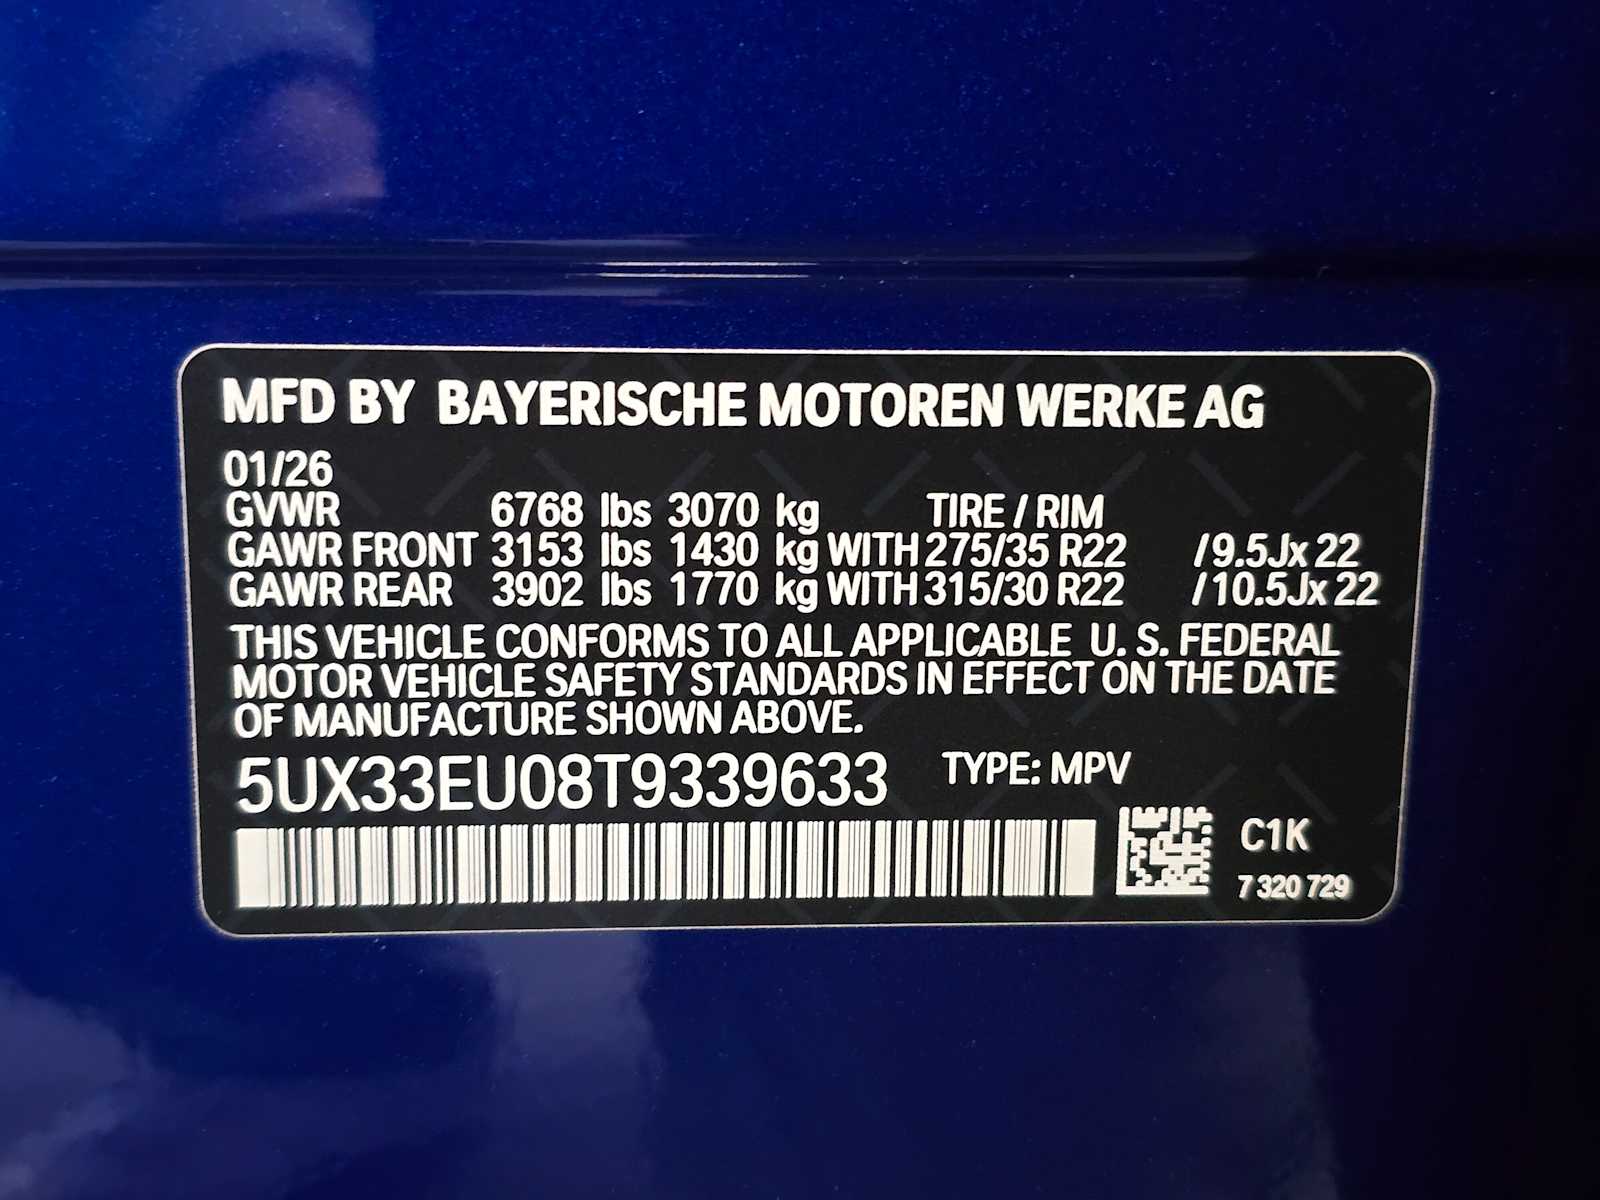 MFD BY BAYERISCHE MOTOREN WERKE AG
01/26
GVWR 6768 lbs 3070 kg TIRE / RIM
GAWR FRONT 3153 lbs 1430 kg WITH 275/35 R22 /9.5Jx 22
GAWR REAR 3902 lbs 1770 kg WITH 315/30 R22 /10.5Jx 22
THIS VEHICLE CONFORMS TO ALL APPLICABLE U. S. FEDERAL
MOTOR VEHICLE SAFETY STANDARDS IN EFFECT ON THE DATE
OF MANUFACTURE SHOWN ABOVE.
5UX33EU08T9339633 TYPE: MPV
C1K
7 320 729